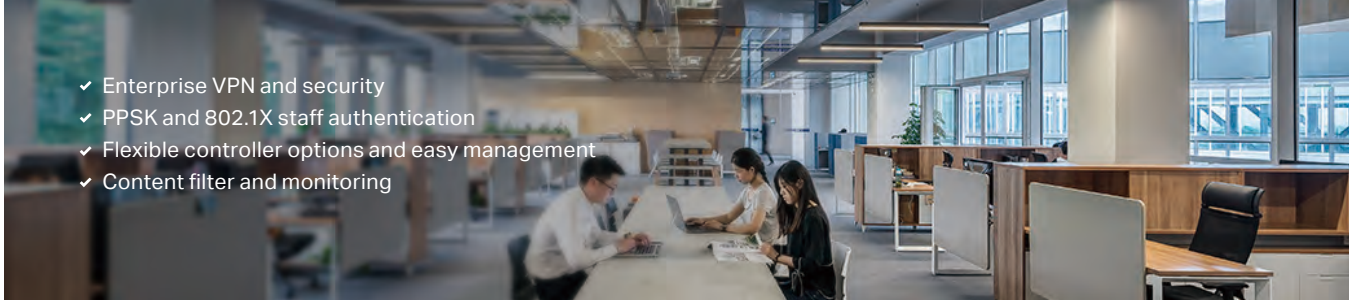 Enterprise VPN and security
PPSK and 802.1X staff authentication
Flexible controller options and easy management
Content filter and monitoring